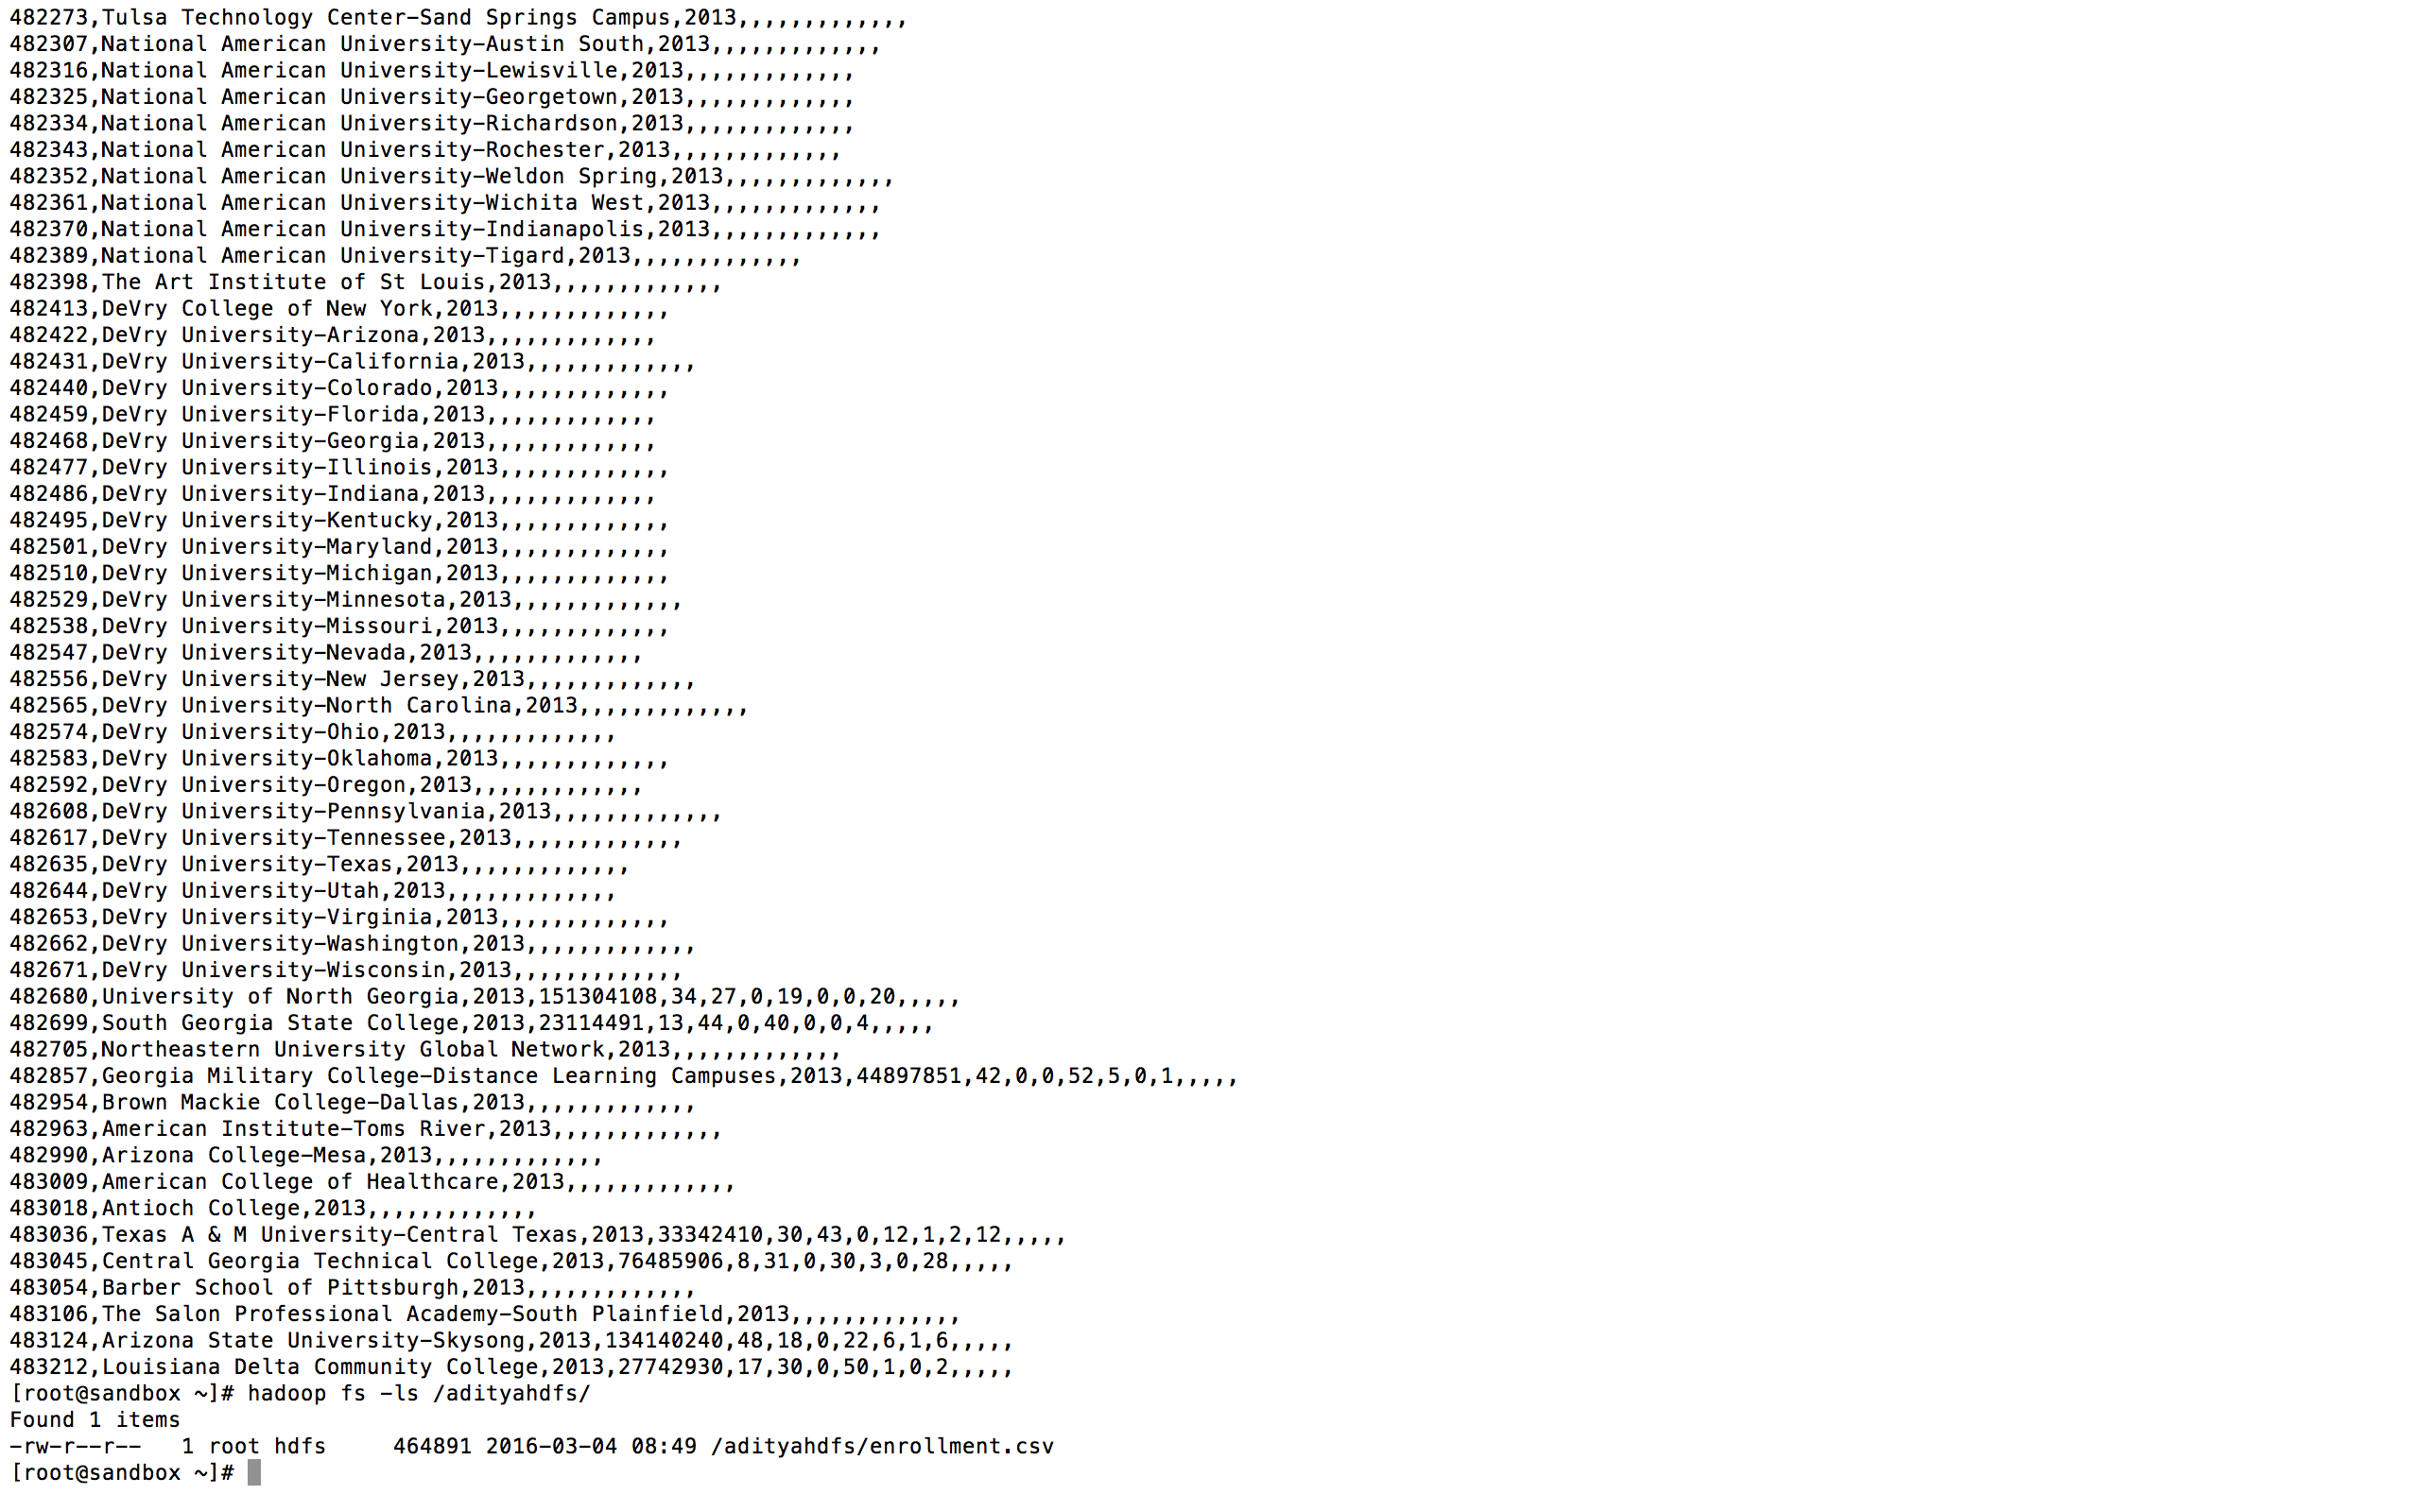 482273,Tulsa Technology Center-Sand Springs Campus,2013,,,,,,,,,,,,,
482307,National American University-Austin South,2013,,,,,,,,,,,,,
482316,National American University-Lewisville,2013,,,,,,,,,,,,,
482325,National American University-Georgetown,2013,,,,,,,,,,,,,
482334,National American University-Richardson,2013,,,,,,,,,,,,,
482343,National American University-Rochester,2013,,,,,,,,,,,,,
482352,National American University-Weldon Spring,2013,,,,,,,,,,,,,
482361,National American University-Wichita West,2013,,,,,,,,,,,,,
482370,National American University-Indianapolis,2013,,,,,,,,,,,,,
482389,National American University-Tigard,2013,,,,,,,,,,,,,
482398,The Art Institute of St Louis,2013,,,,,,,,,,,,,
482413,DeVry College of New York,2013,,,,,,,,,,,,,
482422,DeVry University-Arizona,2013,,,,,,,,,,,,,
482431,DeVry University-California,2013,,,,,,,,,,,,,
482440,DeVry University-Colorado,2013,,,,,,,,,,,,,
482459,DeVry University-Florida,2013,,,,,,,,,,,,,
482468,DeVry University-Georgia,2013,,,,,,,,,,,,,
482477,DeVry University-Illinois,2013,,,,,,,,,,,,,
482486,DeVry University-Indiana,2013,,,,,,,,,,,,,
482495,DeVry University-Kentucky,2013,,,,,,,,,,,,,
482501,DeVry University-Maryland,2013,,,,,,,,,,,,,
482510,DeVry University-Michigan,2013,,,,,,,,,,,,,
482529,DeVry University-Minnesota,2013,,,,,,,,,,,,,
482538,DeVry University-Missouri,2013,,,,,,,,,,,,,
482547,DeVry University-Nevada,2013,,,,,,,,,,,,,
482556,DeVry University-New Jersey,2013,,,,,,,,,,,,,
482565,DeVry University-North Carolina,2013,,,,,,,,,,,,,
482574,DeVry University-Ohio,2013,,,,,,,,,,,,,
482583,DeVry University-Oklahoma,2013,,,,,,,,,,,,,
482592,DeVry University-Oregon,2013,,,,,,,,,,,,,
482608,DeVry University-Pennsylvania,2013,,,,,,,,,,,,,
482617,DeVry University-Tennessee,2013,,,,,,,,,,,,,
482635,DeVry University-Texas,2013,,,,,,,,,,,,,
482644,DeVry University-Utah,2013,,,,,,,,,,,,,
482653,DeVry University-Virginia,2013,,,,,,,,,,,,,
482662,DeVry University-Washington,2013,,,,,,,,,,,,,
482671,DeVry University-Wisconsin,2013,,,,,,,,,,,,,
482680,University of North Georgia,2013,151304108,34,27,0,19,0,0,20,,,,,
482699,South Georgia State College,2013,23114491,13,44,0,40,0,0,4,,,,,
482705,Northeastern University Global Network,2013,,,,,,,,,,,,,
482857,Georgia Military College-Distance Learning Campuses,2013,44897851,42,0,0,52,5,0,1,,,,,
482954,Brown Mackie College-Dallas,2013,,,,,,,,,,,,,
482963,American Institute-Toms River,2013,,,,,,,,,,,,,
482990,Arizona College-Mesa,2013,,,,,,,,,,,,,
483009,American College of Healthcare,2013,,,,,,,,,,,,,
483018,Antioch College,2013,,,,,,,,,,,,,
483036,Texas A & M University-Central Texas,2013,33342410,30,43,0,12,1,2,12,,,,,
483045,Central Georgia Technical College,2013,76485906,8,31,0,30,3,0,28,,,,,
483054,Barber School of Pittsburgh,2013,,,,,,,,,,,,,
483106,The Salon Professional Academy-South Plainfield,2013,,,,,,,,,,,,,
483124,Arizona State University-Skysong,2013,134140240,48,18,0,22,6,1,6,,,,,
483212,Louisiana Delta Community College,2013,27742930,17,30,0,50,1,0,2,,,,,
[root@sandbox ~]# hadoop fs -ls /adityahdfs/
Found 1 items
-rw-r--r--   1 root hdfs     464891 2016-03-04 08:49 /adityahdfs/enrollment.csv
[root@sandbox ~]#